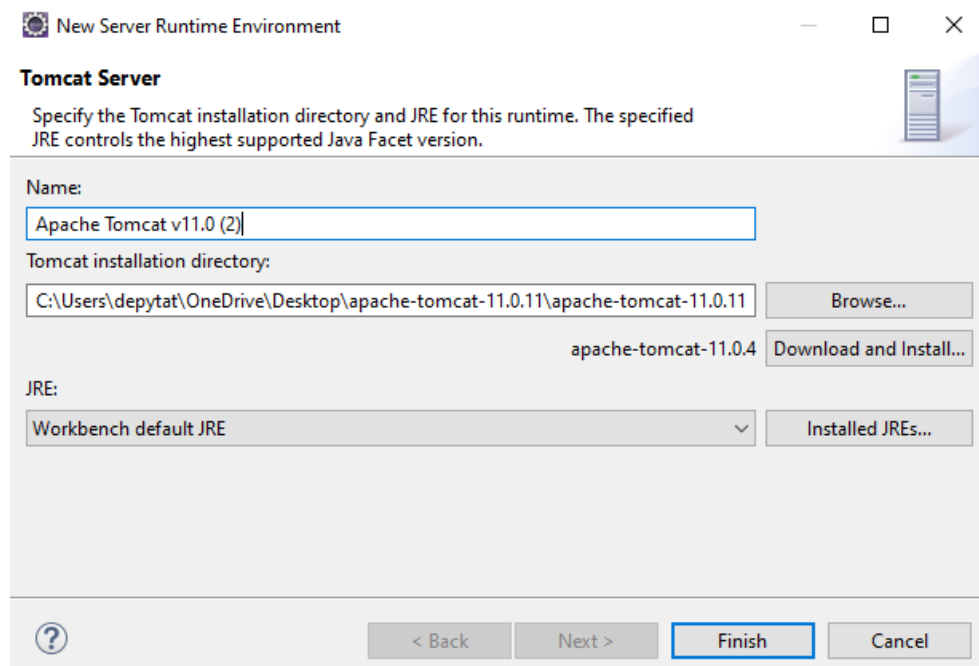 New Server Runtime Environment
Tomcat Server
Specify the Tomcat installation directory and JRE for this runtime. The specified
JRE controls the highest supported Java Facet version.
Name:
Apache Tomcat v11.0 (2)
Tomcat installation directory:
C:\Users\depytat\OneDrive\Desktop\apache-tomcat-11.0.11\apache-tomcat-11.0.11
Browse...
apache-tomcat-11.0.4
Download and Install...
JRE:
Workbench default JRE
Installed JREs...
?
< Back
Next >
Finish
Cancel